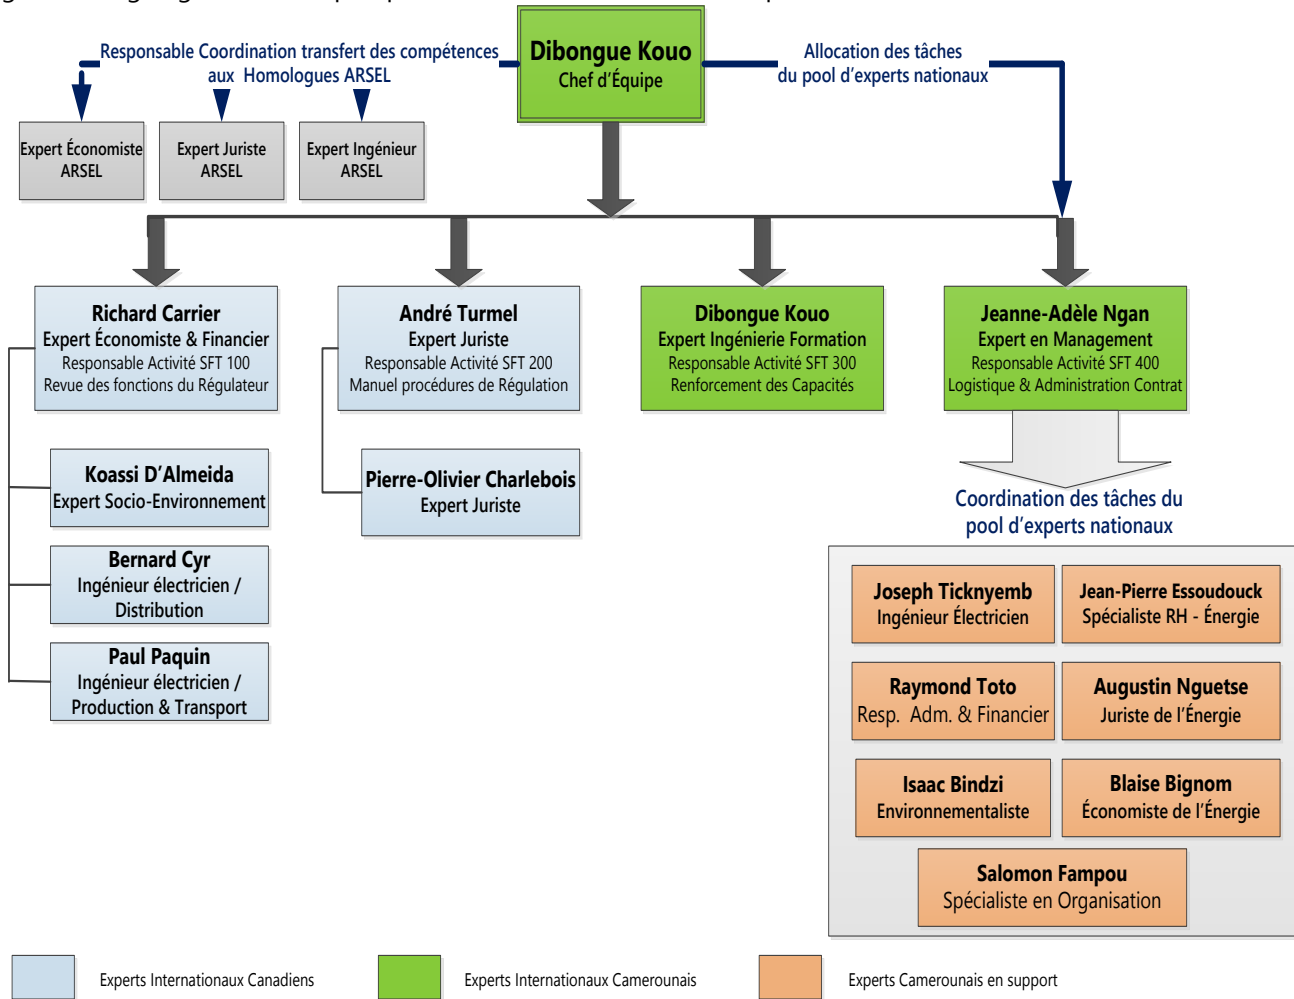 Dibongue Kouo
Chef d'Équipe
Responsable Coordination transfert des compétences
aux Homologues ARSEL
Allocation des tâches
du pool d'experts nationaux
Expert Économiste
ARSEL
Expert Juriste
ARSEL
Expert Ingénieur
ARSEL
Richard Carrier
Expert Économiste & Financier
Responsable Activité SFT 100
Revue des fonctions du Régulateur
André Turmel
Expert Juriste
Responsable Activité SFT 200
Manuel procédures de Régulation
Dibongue Kouo
Expert Ingénierie Formation
Responsable Activité SFT 300
Renforcement des Capacités
Jeanne-Adèle Ngan
Expert en Management
Responsable Activité SFT 400
Logistique & Administration Contrat
Koassi D'Almeida
Expert Socio-Environnement
Bernard Cyr
Ingénieur électricien /
Distribution
Paul Paquin
Ingénieur électricien /
Production & Transport
Pierre-Olivier Charlebois
Expert Juriste
Coordination des tâches du
pool d'experts nationaux
Joseph Ticknyemb
Ingénieur Électricien
Jean-Pierre Essoudouck
Spécialiste RH - Énergie
Raymond Toto
Resp. Adm. & Financier
Augustin Nguetse
Juriste de l'Énergie
Isaac Bindzi
Environnementaliste
Blaise Bignom
Économiste de l'Énergie
Salomon Fampou
Spécialiste en Organisation
Experts Internationaux Canadiens
Experts Internationaux Camerounais
Experts Camerounais en support